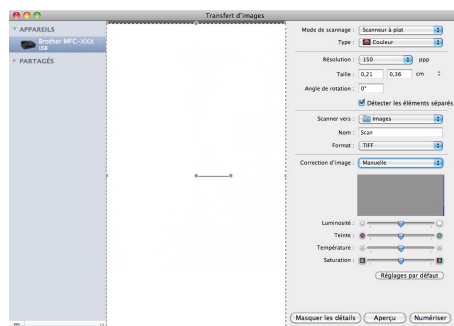 Transfert d'images
APPAREILS
Brother MFC-XXX
USB
PARTAGÉS
Mode de scannage : Scanneur à plat
Type : Couleur
Résolution : 150 ppp
Taille : 0,21 0,36 cm
Angle de rotation : 0°
Détecter les éléments séparés
Scanner vers : Images
Nom : Scan
Format : TIFF
Correction d'image : Manuelle
Luminosité :
Teinte :
Température :
Saturation :
Réglages par défaut
Masquer les détails Aperçu Numériser